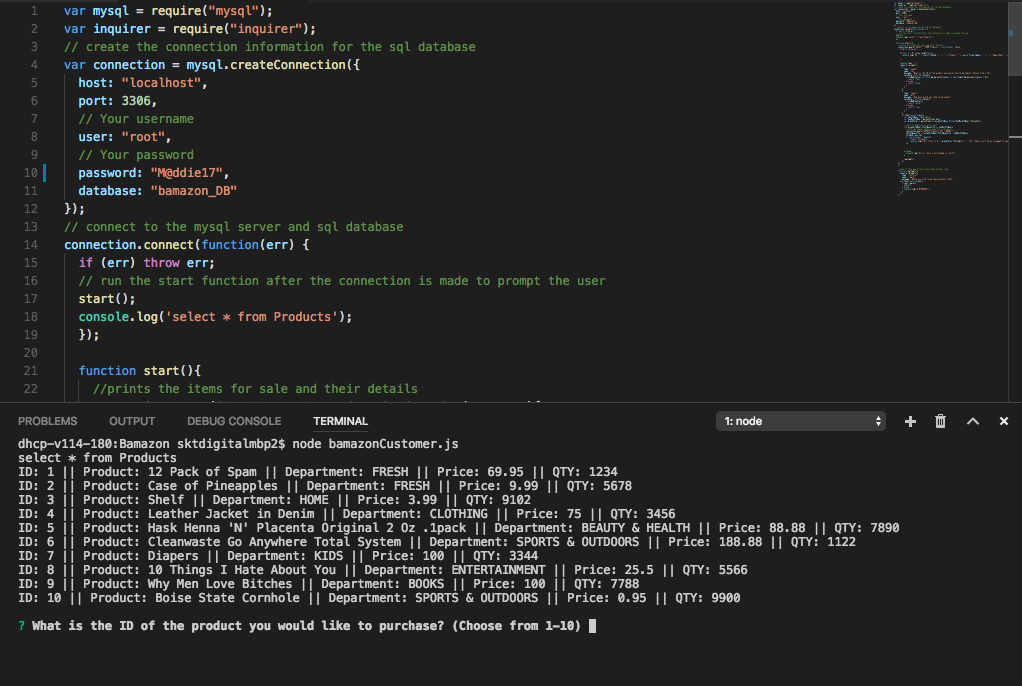 1 var mysql = require("mysql");
2 var inquirer = require("inquirer");
3 // create the connection information for the sql database
4 var connection = mysql.createConnection({
5 host: "localhost",
6 port: 3306,
7 // Your username
8 user: "root",
9 // Your password
10 password: "M@ddie17",
11 database: "bamazon_DB"
12 });
13 // connect to the mysql server and sql database
14 connection.connect(function(err) {
15 if (err) throw err;
16 // run the start function after the connection is made to prompt the user
17 start();
18 console.log('select * from Products');
19 });
20
21 function start(){
22 //prints the items for sale and their details
PROBLEMS OUTPUT DEBUG CONSOLE TERMINAL 1: node
dhcp-v114-180:Bamazon sktdigitalmbp2$ node bamazonCustomer.js
select * from Products
ID: 1 || Product: 12 Pack of Spam || Department: FRESH || Price: 69.95 || QTY: 1234
ID: 2 || Product: Case of Pineapples || Department: FRESH || Price: 9.99 || QTY: 5678
ID: 3 || Product: Shelf || Department: HOME || Price: 3.99 || QTY: 9102
ID: 4 || Product: Leather Jacket in Denim || Department: CLOTHING || Price: 75 || QTY: 3456
ID: 5 || Product: Hask Henna 'N' Placenta Original 2 Oz .1pack || Department: BEAUTY & HEALTH || Price: 88.88 || QTY: 7890
ID: 6 || Product: Cleanwaste Go Anywhere Total System || Department: SPORTS & OUTDOORS || Price: 188.88 || QTY: 1122
ID: 7 || Product: Diapers || Department: KIDS || Price: 100 || QTY: 3344
ID: 8 || Product: 10 Things I Hate About You || Department: ENTERTAINMENT || Price: 25.5 || QTY: 5566
ID: 9 || Product: Why Men Love Bitches || Department: BOOKS || Price: 100 || QTY: 7788
ID: 10 || Product: Boise State Cornhole || Department: SPORTS & OUTDOORS || Price: 0.95 || QTY: 9900
? What is the ID of the product you would like to purchase? (Choose from 1-10)